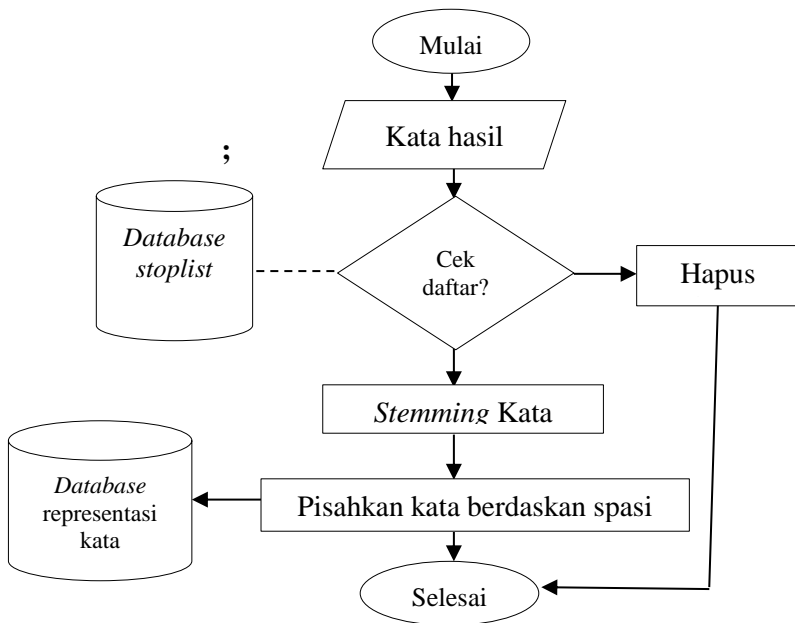 Mulai
Kata hasil
;
Database
stoplist
Cek
daftar?
Hapus
Stemming Kata
Database
representasi
kata
Pisahkan kata berdaskan spasi
Selesai